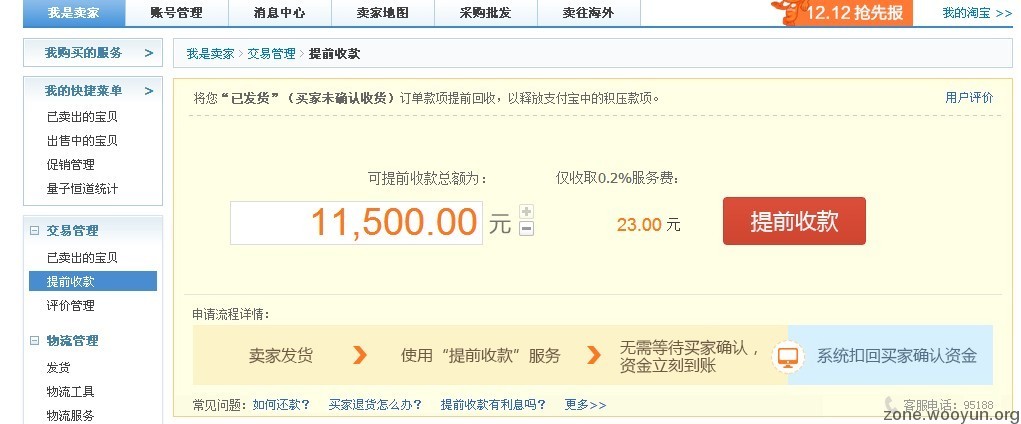 我是卖家 账号管理 消息中心 卖家地图 采购批发 卖往海外 12.12 抢先报 我的淘宝 >>
我购买的服务 >
我是卖家 > 交易管理 > 提前收款
我的快捷菜单 >
已卖出的宝贝
出售中的宝贝
促销管理
量子恒道统计
交易管理
已卖出的宝贝
提前收款
评价管理
物流管理
发货
物流工具
物流服务
将您“已发货”（买家未确认收货）订单款项提前回收，以释放支付宝中的积压款项。 用户评价
可提前收款总额为： 仅收取0.2%服务费：
11,500.00 元 23.00 元 提前收款
申请流程详情：
卖家发货 使用“提前收款”服务 无需等待买家确认，
资金立刻到账
系统扣回买家确认资金
常见问题：如何还款？ 买家退货怎么办？ 提前收款有利息吗？ 更多>>
客服电话：95188
zone.wooyun.org